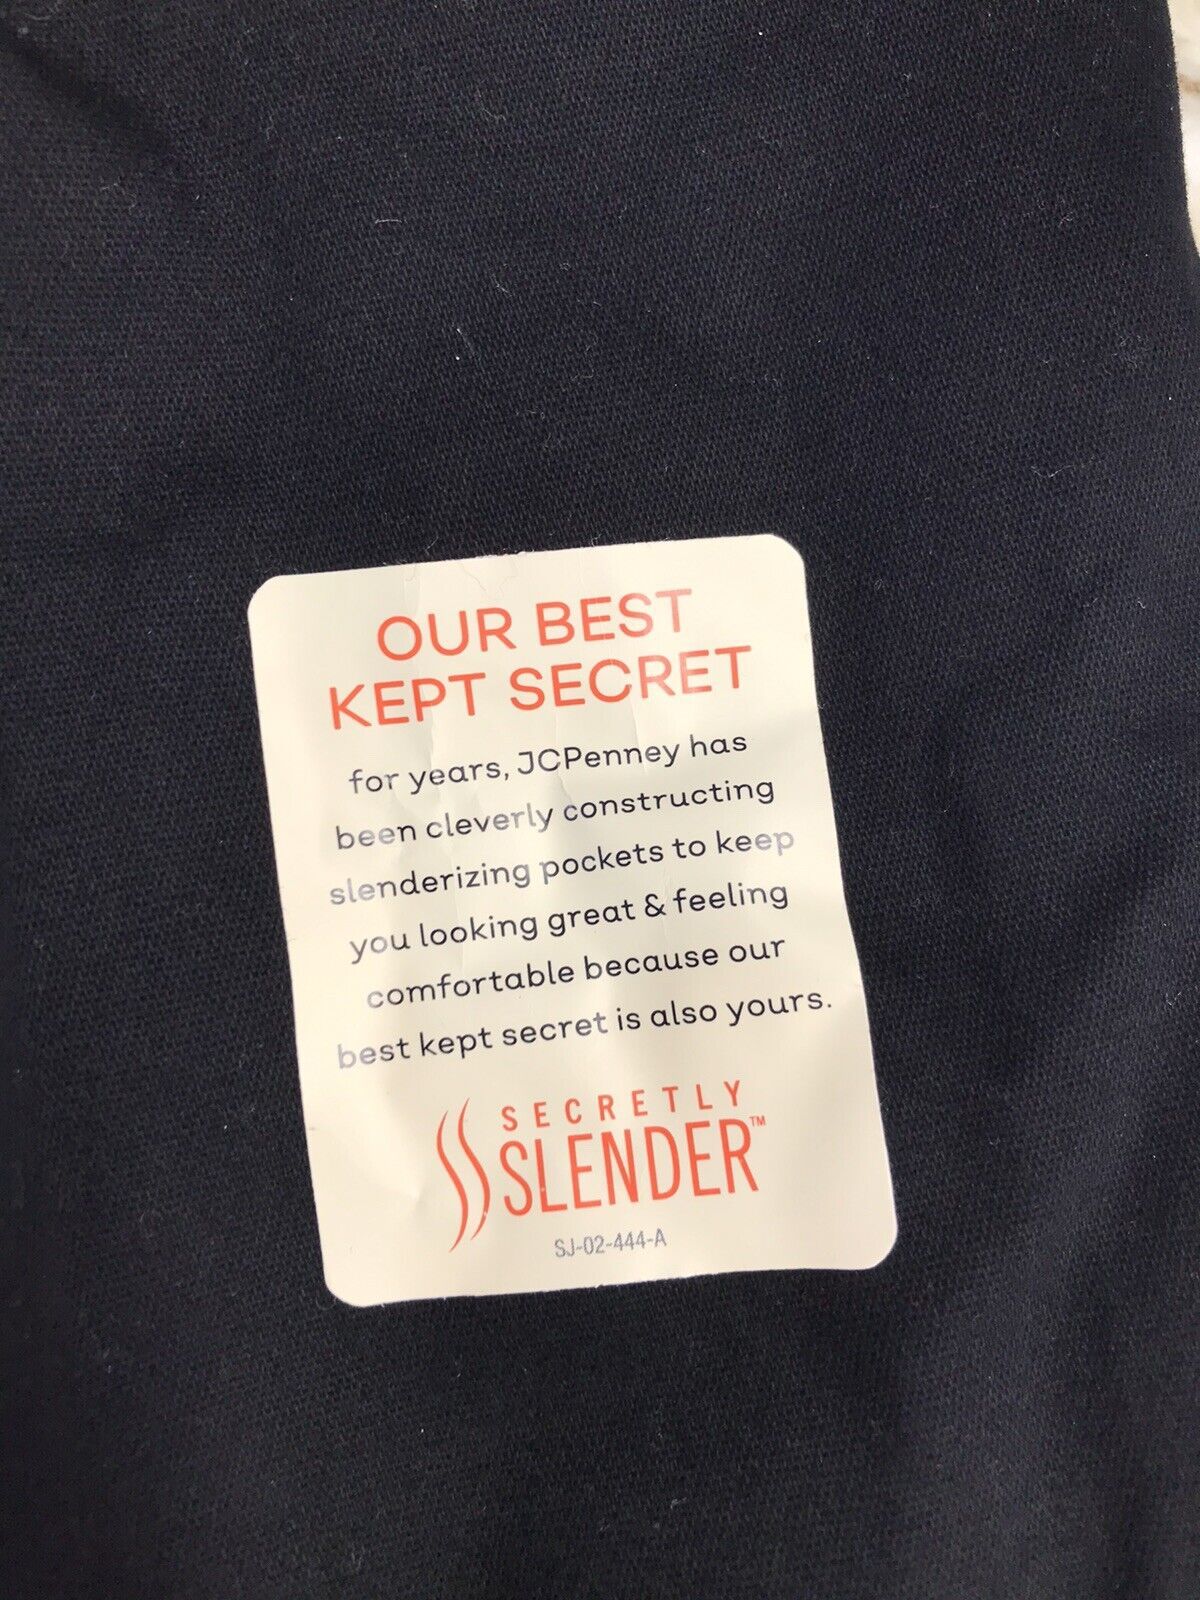 OUR BEST
KEPT SECRET
for years, JCPenney has
been cleverly constructing
slenderizing pockets to keep
you looking great & feeling
comfortable because our
best kept secret is also yours.
SECRETLY
SLENDER™
SJ-02-444-A